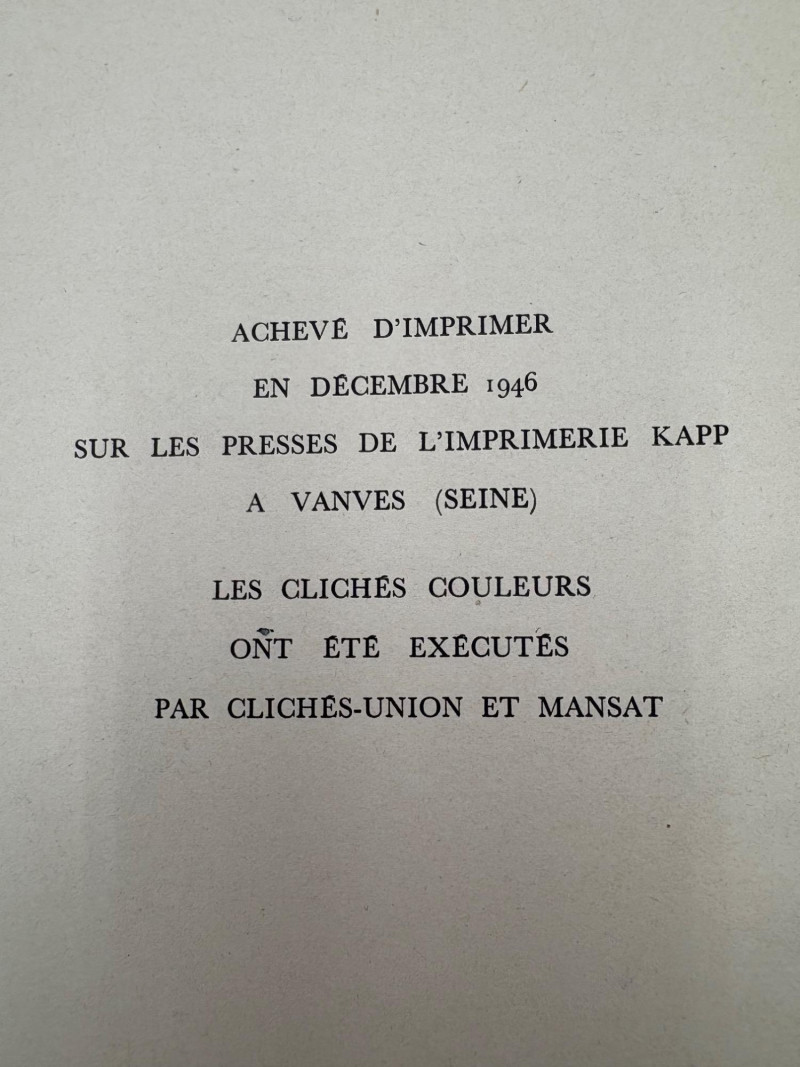 ACHEVÉ D'IMPRIMER
EN DÉCEMBRE 1946
SUR LES PRESSES DE L'IMPRIMERIE KAPP
A VANVES (SEINE)
LES CLICHÉS COULEURS
ONT ÉTÉ EXÉCUTÉS
PAR CLICHÉS-UNION ET MANSAT